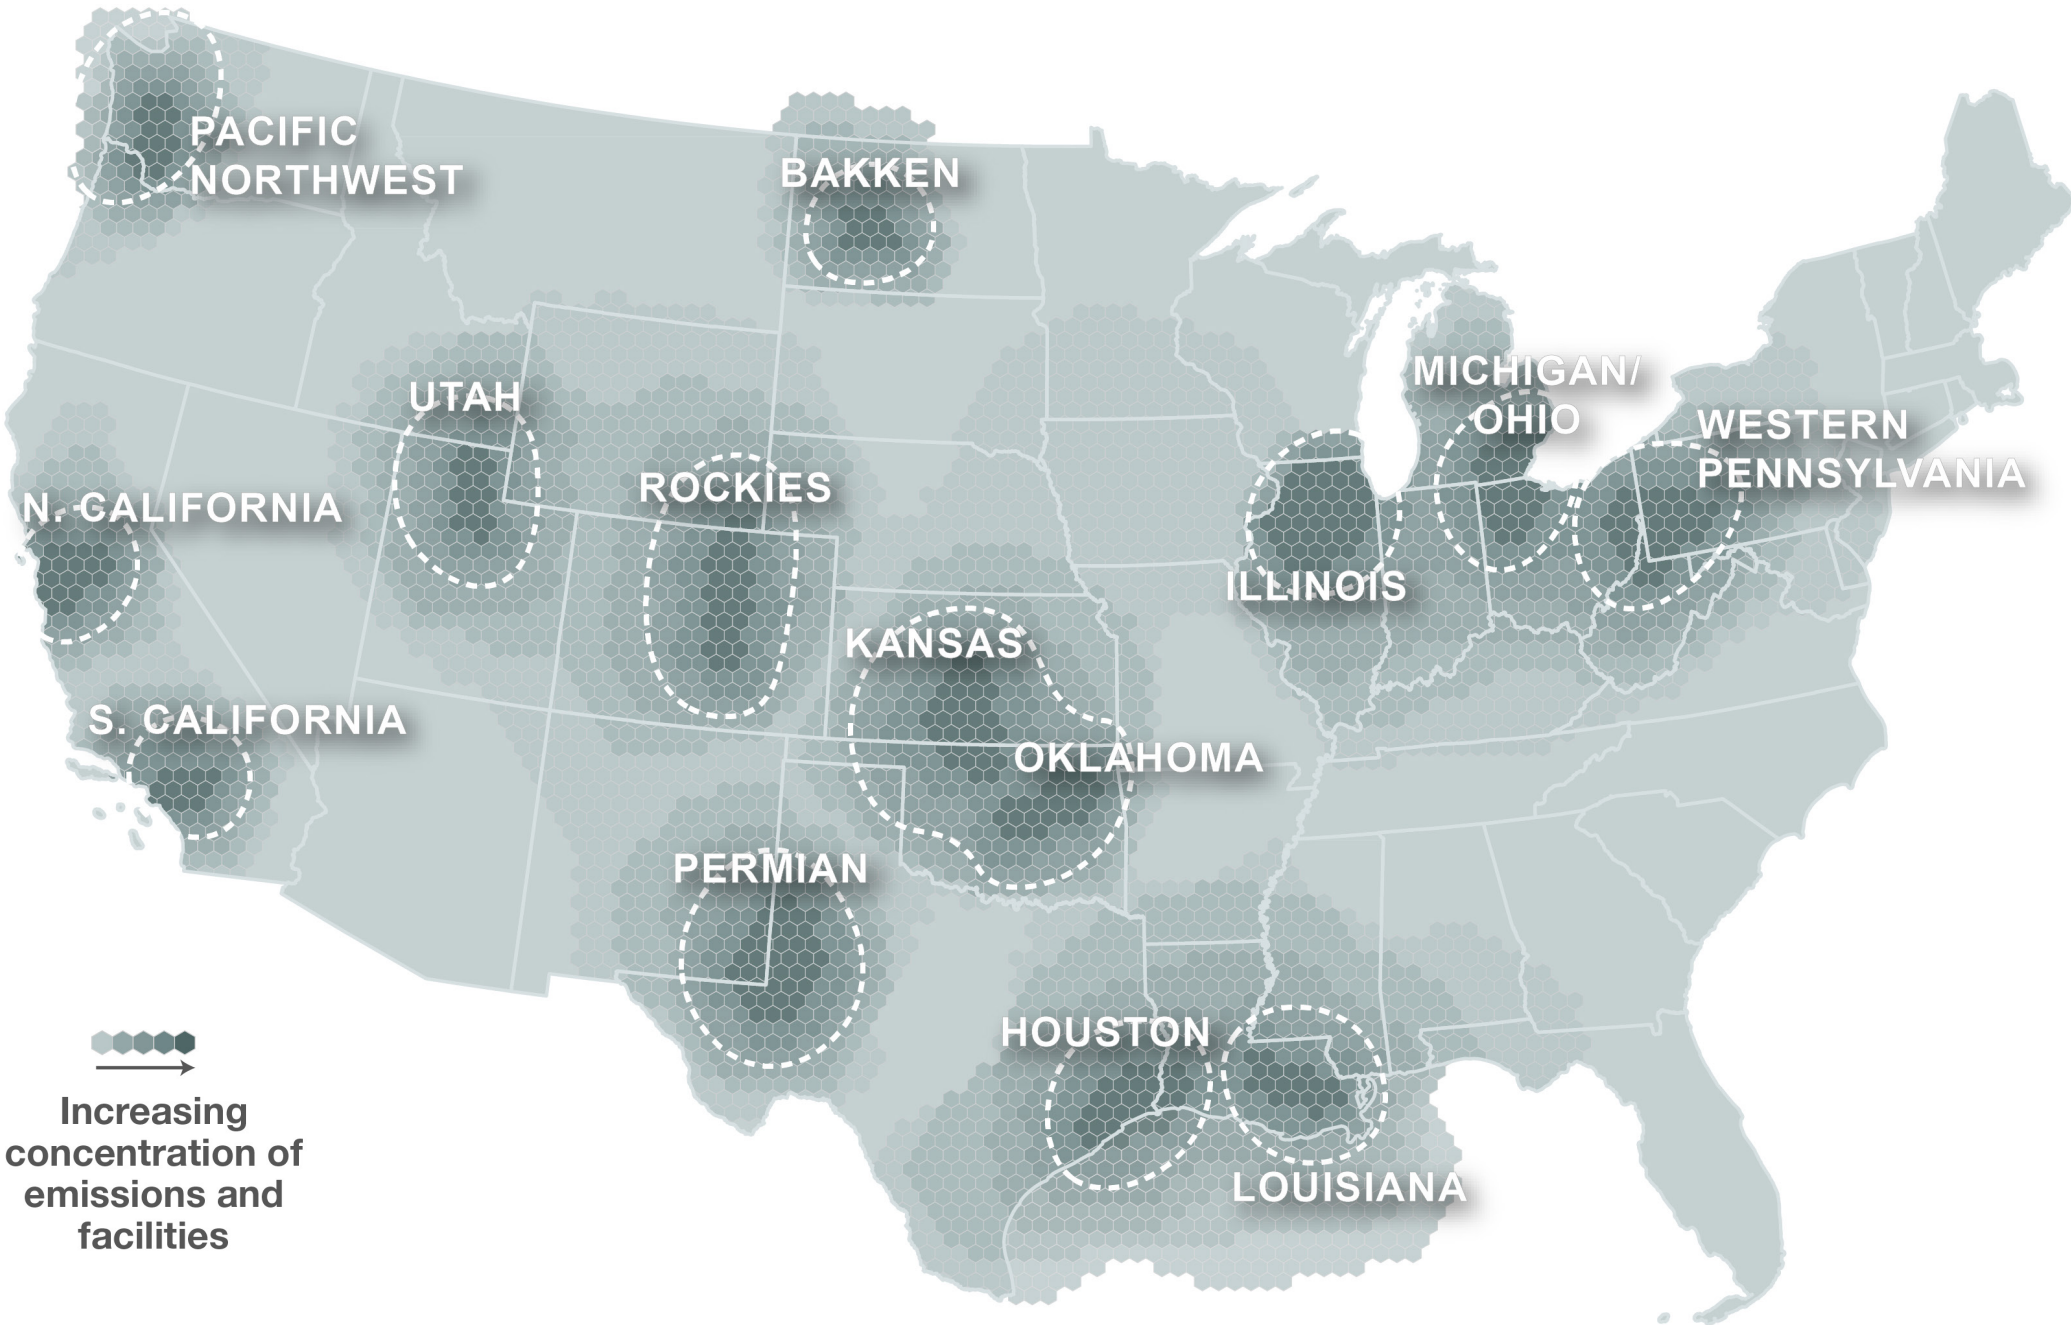 PACIFIC
NORTHWEST
BAKKEN
MICHIGAN/
OHIO
UTAH
WESTERN
PENNSYLVANIA
ROCKIES
N. CALIFORNIA
ILLINOIS
KANSAS
S. CALIFORNIA
OKLAHOMA
PERMIAN
HOUSTON
LOUISIANA
Increasing
concentration of
emissions and
facilities